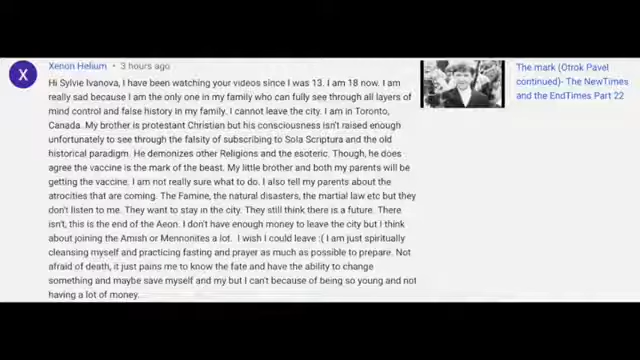 X
Xenon Helium • 3 hours ago
Hi Sylvie Ivanova, I have been watching your videos since I was 13. I am 18 now. I am
really sad because I am the only one in my family who can fully see through all layers of
mind control and false history in my family. I cannot leave the city. I am in Toronto,
Canada. My brother is protestant Christian but his consciousness isn't raised enough
unfortunately to see through the falsity of subscribing to Sola Scriptura and the old
historical paradigm. He demonizes other Religions and the esoteric. Though, he does
agree the vaccine is the mark of the beast. My little brother and both my parents will be
getting the vaccine. I am not really sure what to do. I also tell my parents about the
atrocities that are coming. The Famine, the natural disasters, the martial law etc but they
don't listen to me. They want to stay in the city. They still think there is a future. There
isn't, this is the end of the Aeon. I don't have enough money to leave the city but I think
about joining the Amish or Mennonites a lot. I wish I could leave :( I am just spiritually
cleansing myself and practicing fasting and prayer as much as possible to prepare. Not
afraid of death, it just pains me to know the fate and have the ability to change
something and maybe save myself and my but I can't because of being so young and not
having a lot of money.
The mark (Otrok Pavel
continued)- The NewTimes
and the EndTimes Part 22